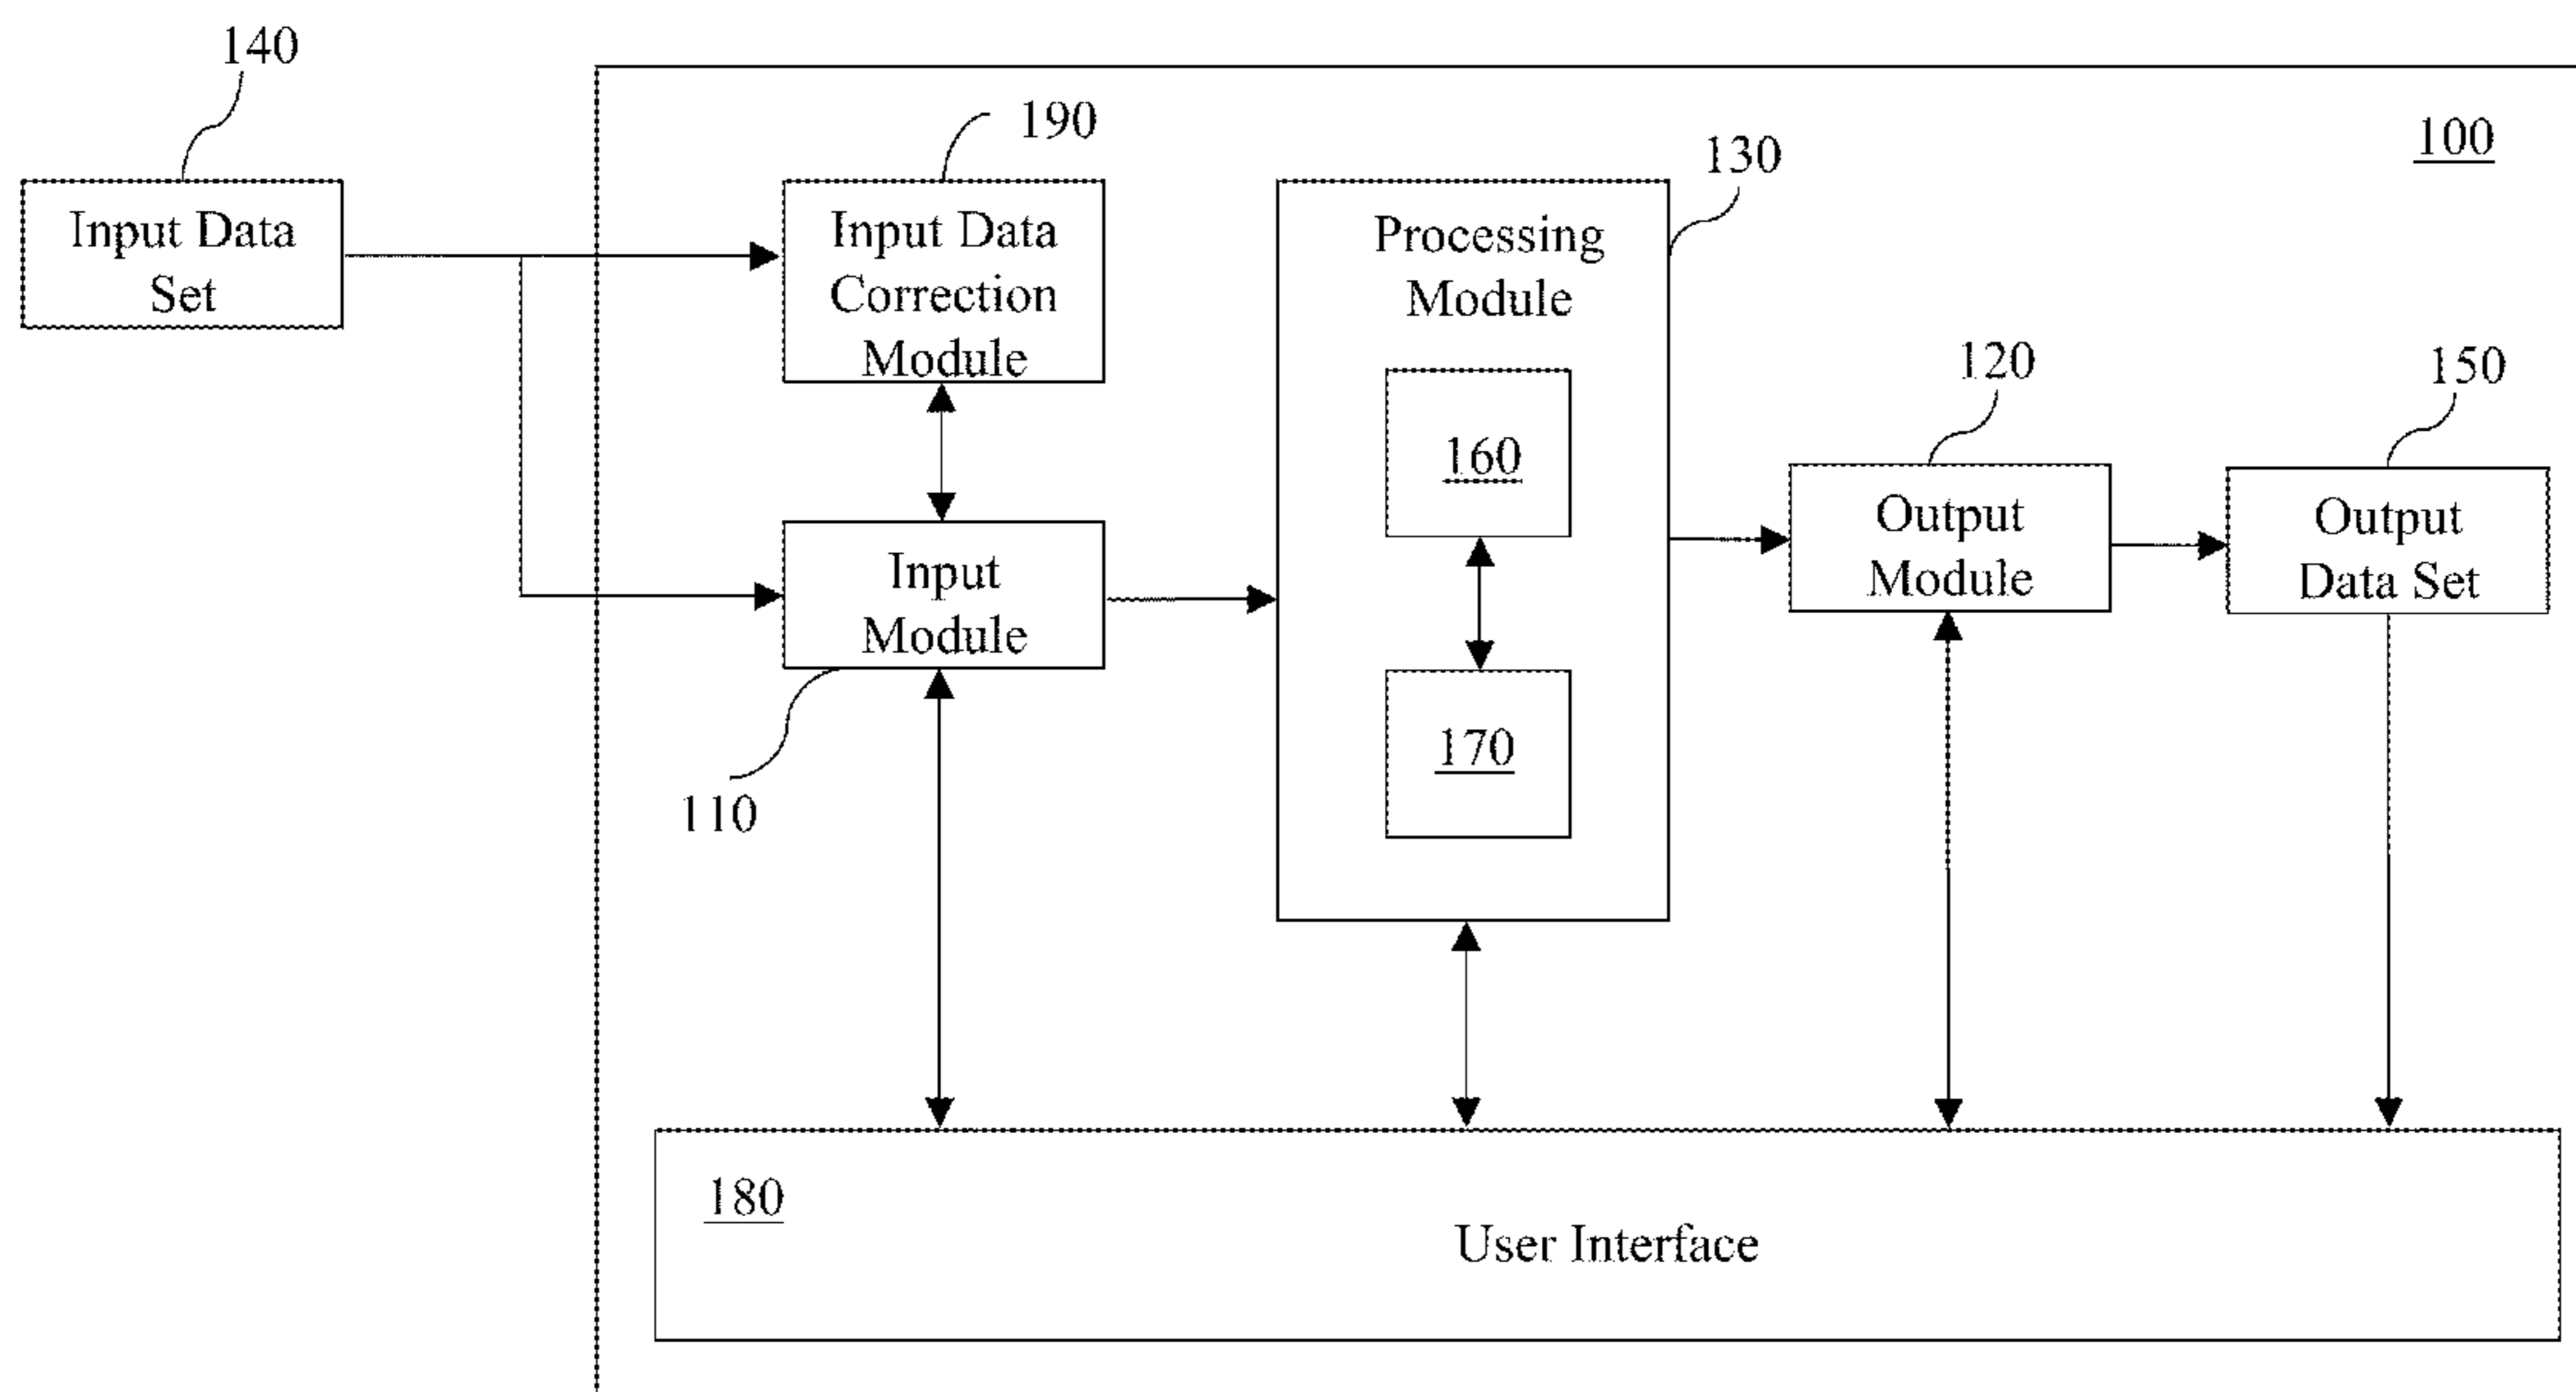 140
190
130
100
Input Data
Set
Input Data
Correction
Module
Processing
Module
120
150
160
Output
Module
Output
Data Set
Input
Module
170
110
180
User Interface